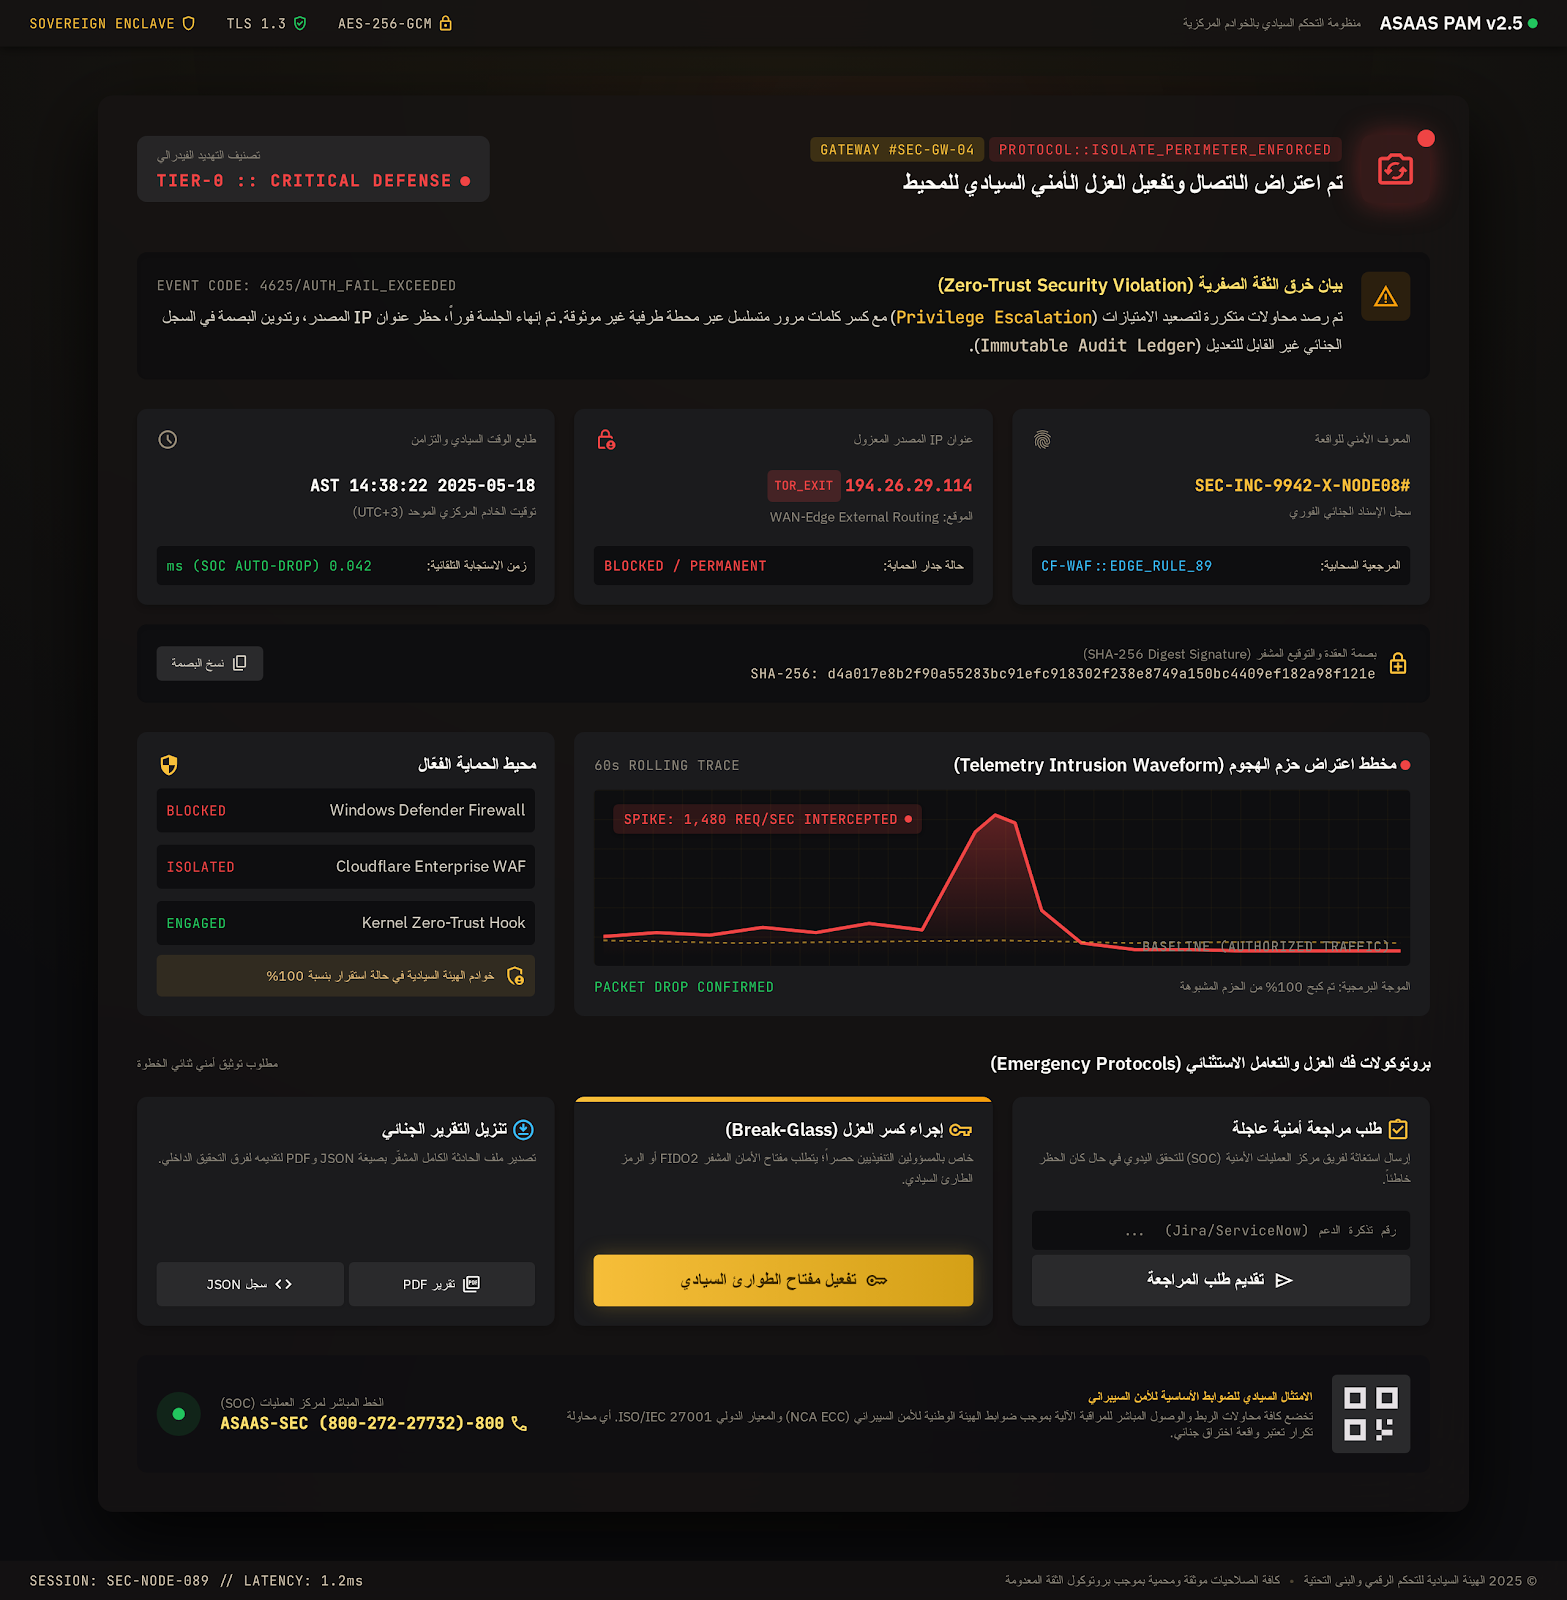 ASAAS PAM v2.5
منظومة التحكم السيادي بالخوادم المركزية
AES-256-GCM
TLS 1.3
SOVEREIGN ENCLAVE
PROTOCOL::ISOLATE_PERIMETER_ENFORCED
GATEWAY #SEC-GW-04
تم اعتراض الاتصال وتفعيل العزل الأمني السيادي للمحيط
تصنيف التهديد الفيدرالي
TIER-0 :: CRITICAL DEFENSE
بيان خرق الثقة الصفرية (Zero-Trust Security Violation)
EVENT CODE: 4625/AUTH_FAIL_EXCEEDED
تم رصد محاولات متكررة لتصعيد الامتيازات (Privilege Escalation) مع كسر كلمات مرور متسلسل عبر محطة طرفية غير موثوقة. تم إنهاء الجلسة فوراً، حظر عنوان IP المصدر، وتدوين البصمة في السجل
الجنائي غير القابل للتعديل (Immutable Audit Ledger).
المعرف الأمني للواقعة
SEC-INC-9942-X-NODE08#
سجل الإسناد الجنائي الفوري
المرجعية السحابية:
CF-WAF::EDGE_RULE_89
عنوان IP المصدر المعزول
194.26.29.114
TOR_EXIT
الموقع: WAN-Edge External Routing
حالة جدار الحماية:
BLOCKED / PERMANENT
طابع الوقت السيادي والتزامن
AST 14:38:22 2025-05-18
توقيت الخادم المركزي الموحد (UTC+3)
زمن الاستجابة التلقائية:
ms (SOC AUTO-DROP) 0.042
بصمة العقدة والتوقيع المشفر (SHA-256 Digest Signature)
SHA-256: d4a017e8b2f90a55283bc91efc918302f238e8749a150bc4409ef182a98f121e
نسخ البصمة
مخطط اعتراض حزم الهجوم (Telemetry Intrusion Waveform)
60s ROLLING TRACE
SPIKE: 1,480 REQ/SEC INTERCEPTED
BASELINE (AUTHORIZED TRAFFIC)
الموجة البرمجية: تم كبح 100% من الحزم المشبوهة
PACKET DROP CONFIRMED
محيط الحماية الفعّال
Windows Defender Firewall
BLOCKED
Cloudflare Enterprise WAF
ISOLATED
Kernel Zero-Trust Hook
ENGAGED
خوادم الهيئة السيادية في حالة استقرار بنسبة 100%
بروتوكولات فك العزل والتعامل الاستثنائي (Emergency Protocols)
مطلوب توثيق أمني ثنائي الخطوة
طلب مراجعة أمنية عاجلة
إرسال استغاثة لفريق مركز العمليات الأمنية (SOC) للتحقق اليدوي في حال كان الحظر
خاطئاً.
رقم تذكرة الدعم (Jira/ServiceNow) ...
تقديم طلب المراجعة
إجراء كسر العزل (Break-Glass)
خاص بالمسؤولين التنفيذيين حصراً؛ يتطلب مفتاح الأمان المشفر FIDO2 أو الرمز
الطارئ السيادي.
تفعيل مفتاح الطوارئ السيادي
تنزيل التقرير الجنائي
تصدير ملف الحادثة الكامل المشفّر بصيغة JSON وPDF لتقديمه لفرق التحقيق الداخلي.
تقرير PDF
سجل JSON
الامتثال السيادي للضوابط الأساسية للأمن السيبراني
تخضع كافة محاولات الربط والوصول المباشر للمراقبة الآلية بموجب ضوابط الهيئة الوطنية للأمن السيبراني (NCA ECC) والمعيار الدولي ISO/IEC 27001. أي محاولة
تكرار تعتبر واقعة اختراق جنائي.
الخط المباشر لمركز العمليات (SOC)
ASAAS-SEC (800-272-27732)-800
© 2025 الهيئة السيادية للتحكم الرقمي والبنى التحتية • كافة الصلاحيات موثقة ومحمية بموجب بروتوكول الثقة المعدومة
SESSION: SEC-NODE-089 // LATENCY: 1.2ms